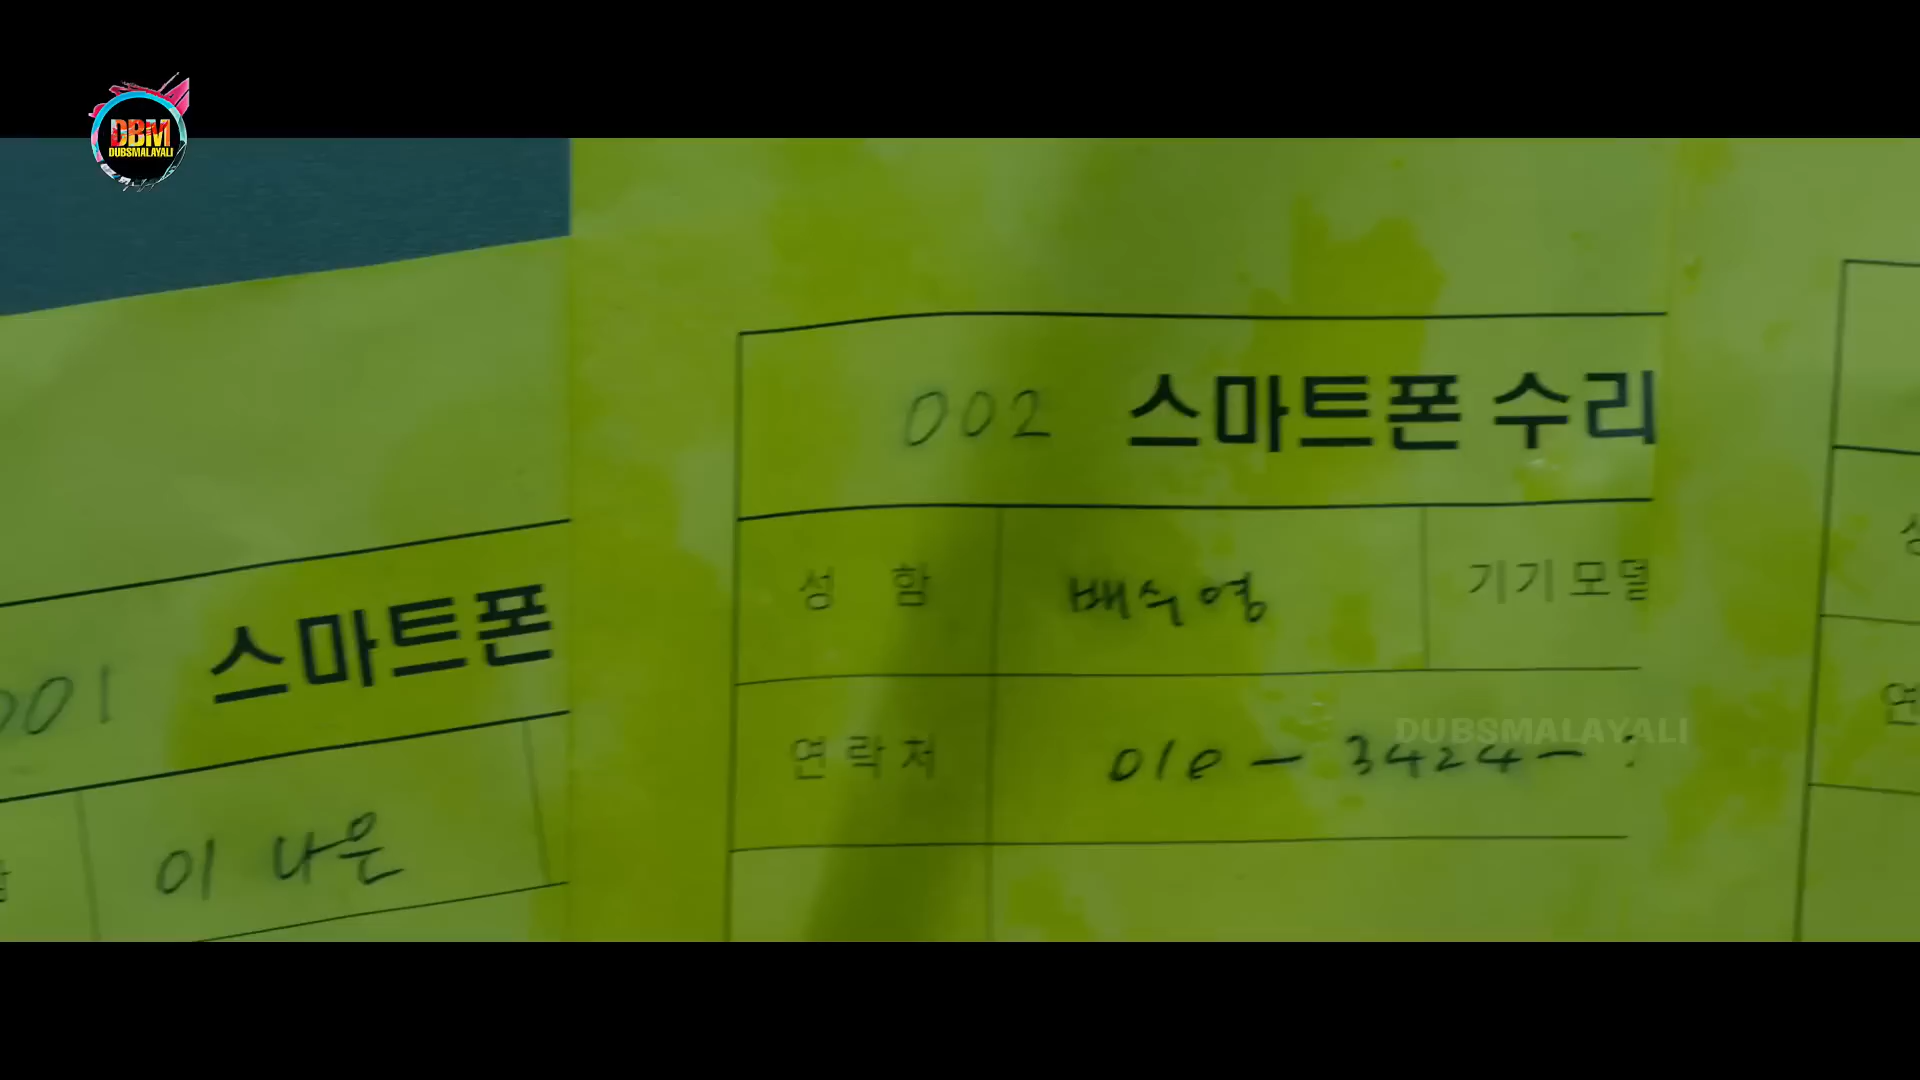 DBM
DUBSMALAYALI
001 스마트폰
이나은
002 스마트폰 수리
성 함 배수영 기기 모델
연락처 010-3424-
DUBSMALAYALI